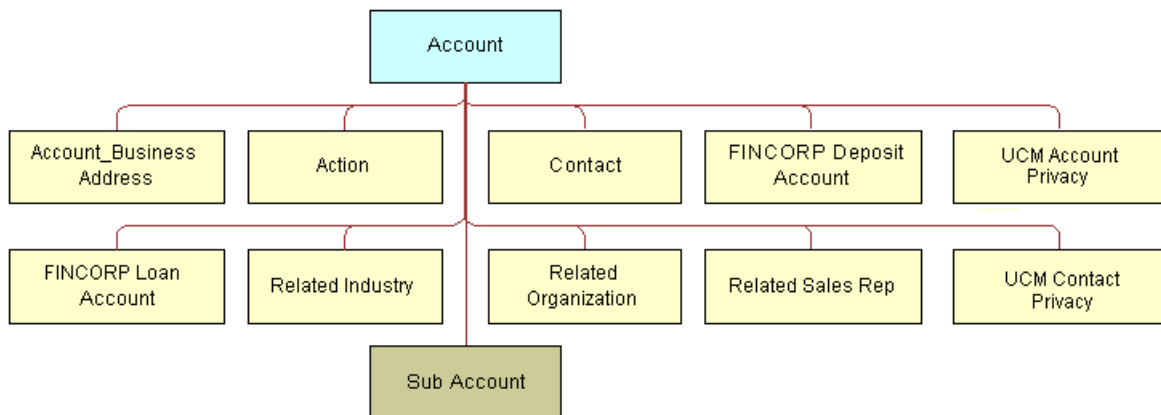 Account
Account_Business
Address
Action
Contact
FINCORP Deposit
Account
UCM Account
Privacy
FINCORP Loan
Account
Related Industry
Related
Organization
Related Sales Rep
UCM Contact
Privacy
Sub Account